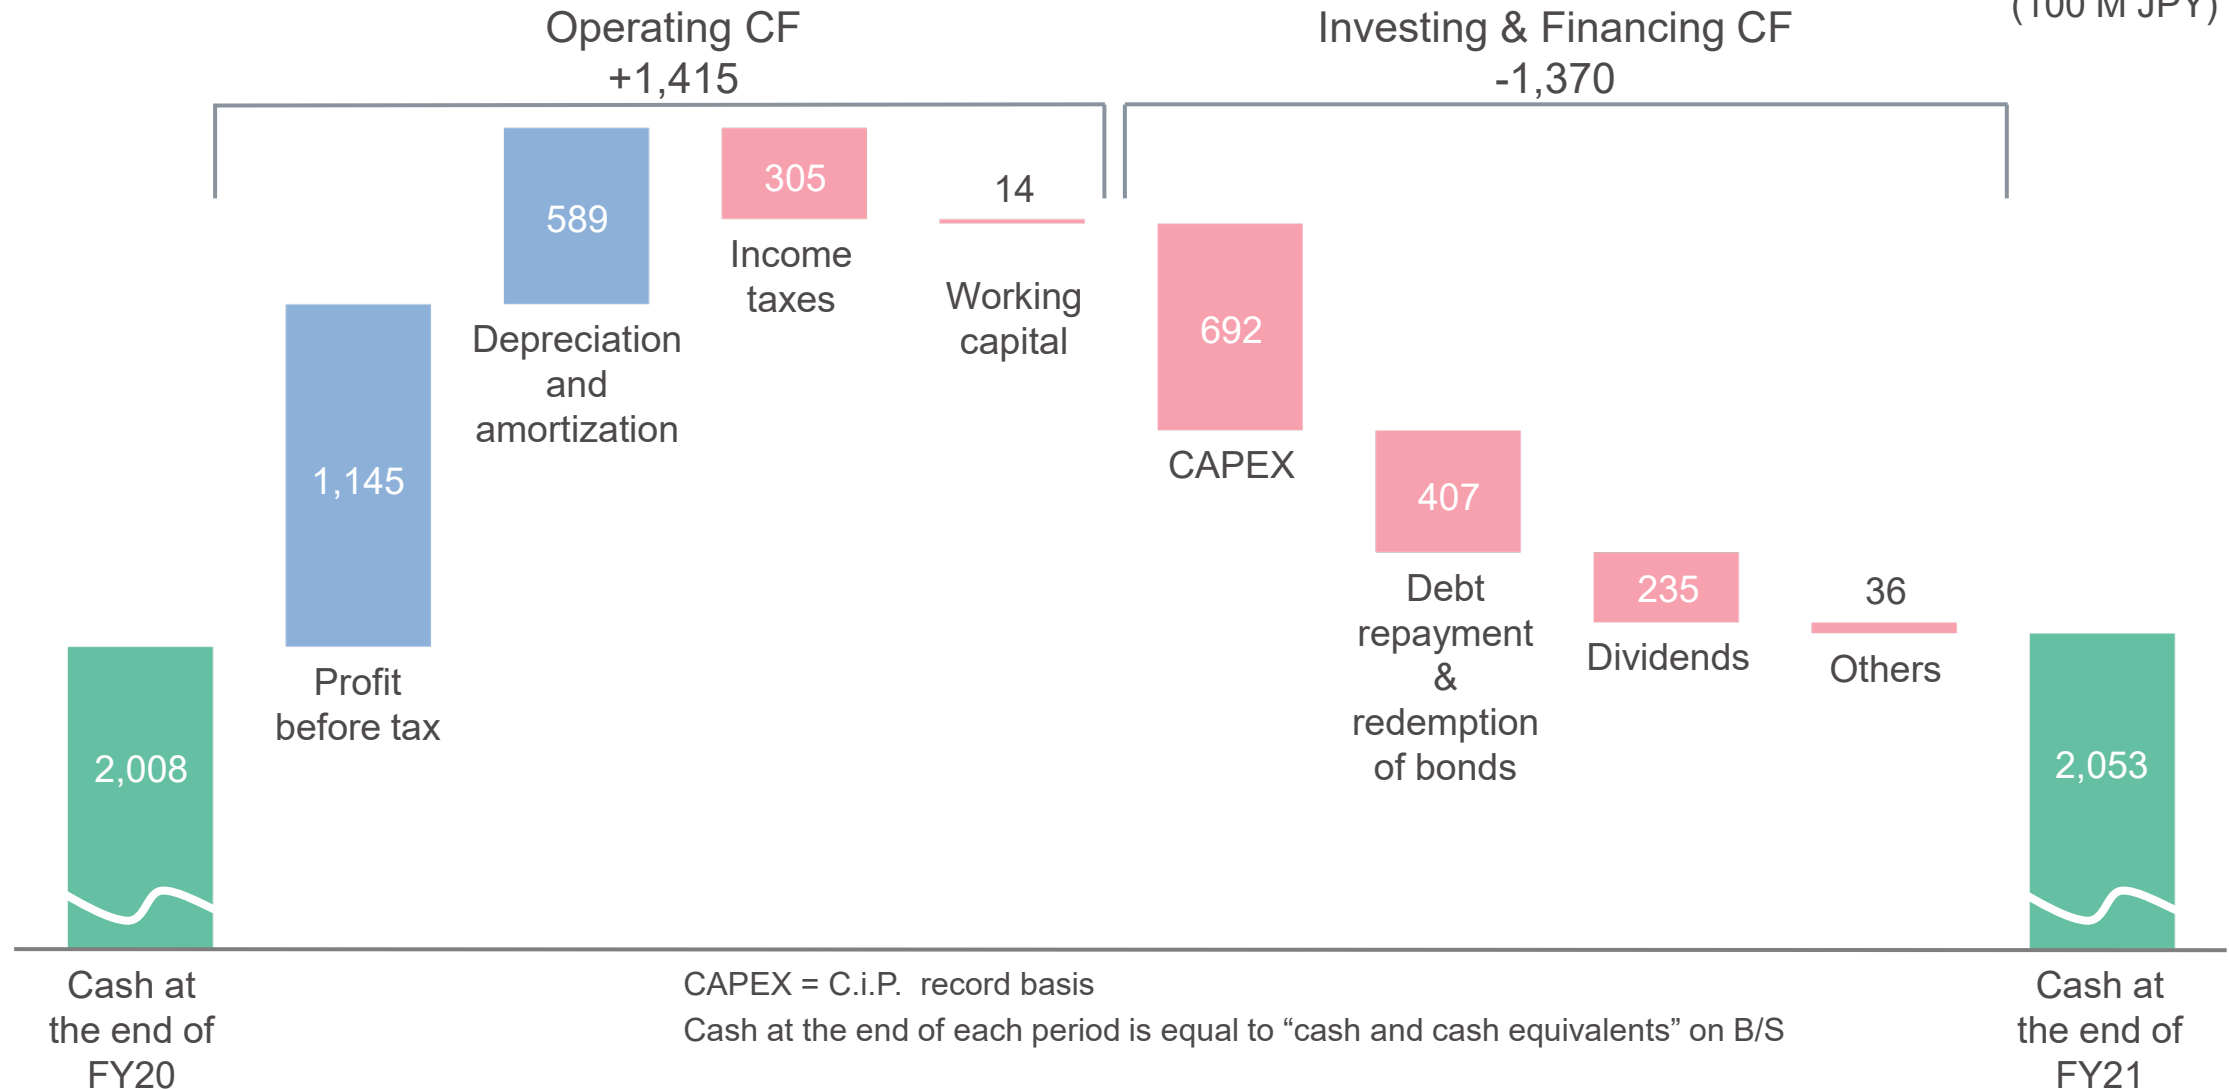 (100 M JPY)
Operating CF
+1,415
Investing & Financing CF
-1,370
2,008
Cash at
the end of
FY20
1,145
Profit
before tax
589
Depreciation
and
amortization
305
Income
taxes
14
Working
capital
692
CAPEX
407
Debt
repayment
&
redemption
of bonds
235
Dividends
36
Others
2,053
Cash at
the end of
FY21
CAPEX = C.i.P. record basis
Cash at the end of each period is equal to “cash and cash equivalents” on B/S